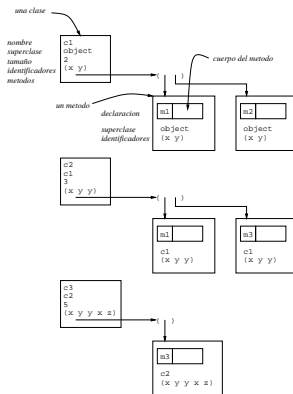 una clase
nombre
superclase
tamaño
identificadores
metodos
c1
object
2
(x y)
( )
cuerpo del metodo
un metodo
declaracion
superclase
identificadores
m1
object
(x y)
m2
object
(x y)
c2
c1
3
(x y y)
( )
m1
c1
(x y y)
m3
c1
(x y y)
c3
c2
5
(x y y x z)
( )
m3
c2
(x y y x z)